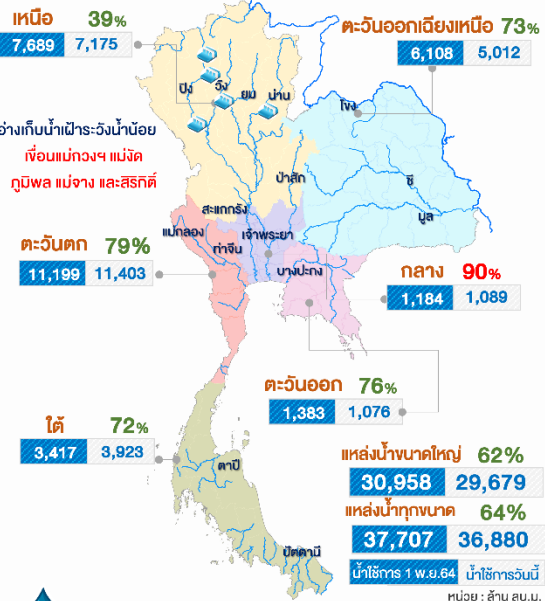 เหนือ 39%
7,689 7,175
ตะวันออกเฉียงเหนือ 73%
6,108 5,012
ปิง
วัง
ยม
น่าน
โขง
อ่างเก็บน้ำเฝ้าระวังน้ำน้อย
เขื่อนแม่กวงฯ แม่งัด
ภูมิพล แม่จาง และสิริกิติ์
ป่าสัก
ชี
มูล
สะแกกรัง
แม่กลอง
เจ้าพระยา
ท่าจีน
บางปะกง
ตะวันตก 79%
11,199 11,403
กลาง 90%
1,184 1,089
ตะวันออก 76%
1,383 1,076
ใต้ 72%
3,417 3,923
ตาปี
ปัตตานี
แหล่งน้ำขนาดใหญ่ 62%
30,958 29,679
แหล่งน้ำทุกขนาด 64%
37,707 36,880
น้ำใช้การ 1 พ.ย.64 น้ำใช้การวันนี้
หน่วย : ล้าน ลบ.ม.